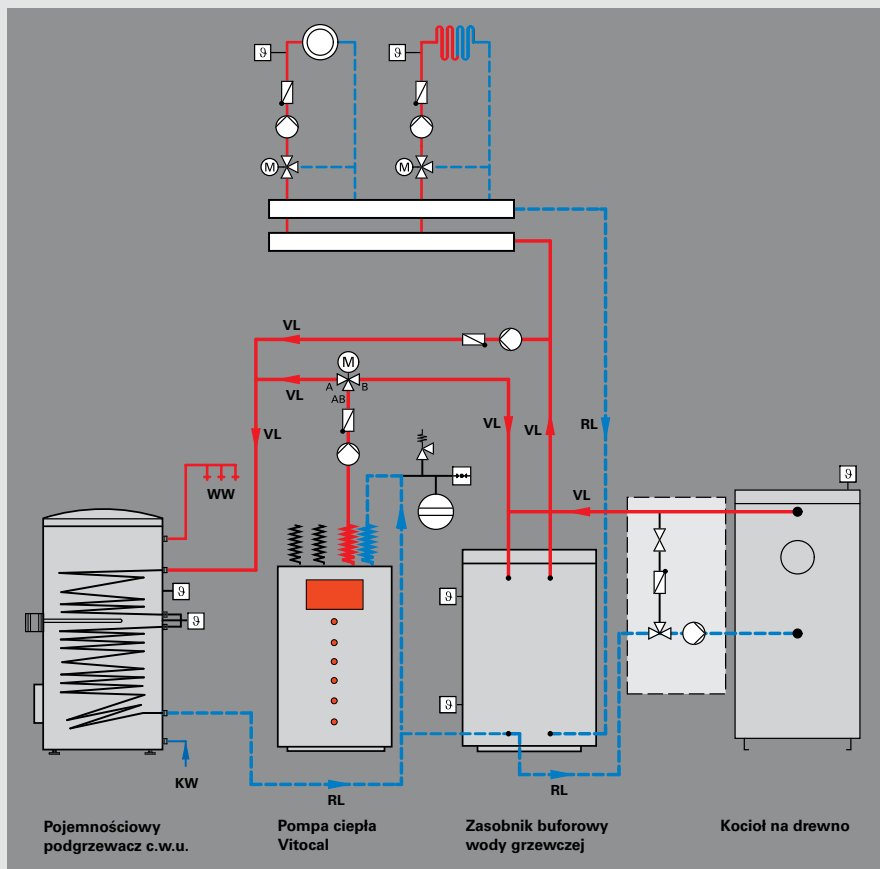 ϑ
ϑ
M
M
VL
M
A
B
VL
AB
VL
VL
VL
RL
WW
ϑ
VL
ϑ
ϑ
ϑ
ϑ
KW
RL
RL
Pojemnościowy
podgrzewacz c.w.u.
Pompa ciepła
Vitocal
Zasobnik buforowy
wody grzewczej
Kocioł na drewno